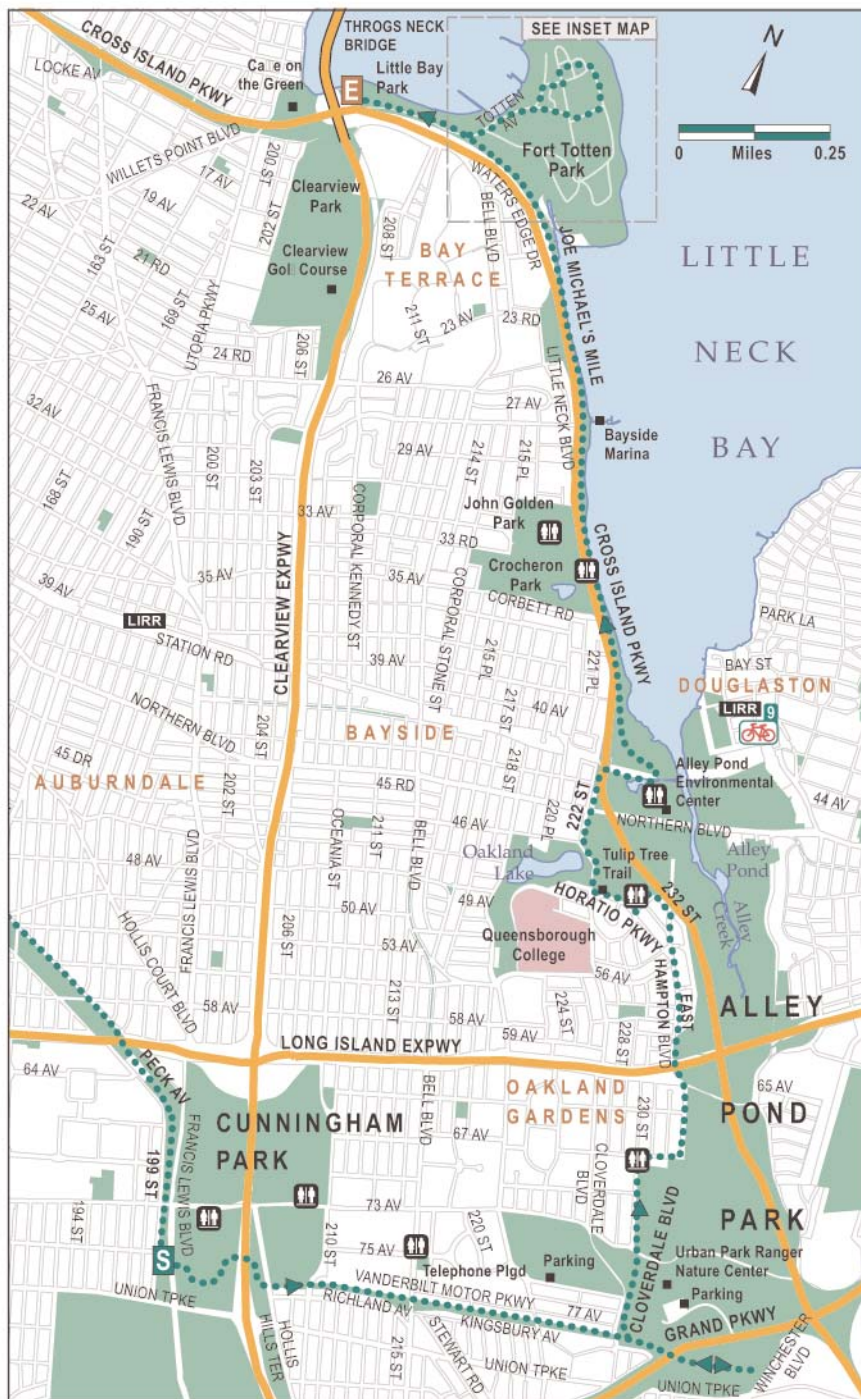 THROGS NECK
BRIDGE
SEE INSET MAP
N
CROSS ISLAND PKWY
LOCKE AV
Ca e on
the Green
E
Little Bay
Park
TOTTEN
AV
0 Miles 0.25
WILLETS POINT BLVD
Fort Totten
Park
200 ST
17 AV
Clearview
Park
WATERS EDGE DR
22 AV
19 AV
202 ST
208 ST
BELL BLVD
BAY
TERRACE
JOE MICHAEL'S MILE
LITTLE
NECK
BAY
163 ST
21 RD
Clearview
Gol Course
169 ST
UTOPIA PKWY
25 AV
211 ST
23 AV
23 RD
24 RD
206 ST
LITTLE NECK BLVD
26 AV
27 AV
32 AV
FRANCIS LEWIS BLVD
Bayside
Marina
168 ST
200 ST
203 ST
29 AV
214 ST
215 PL
190 ST
33 AV
CORPORAL KENNEDY ST
John Golden
Park
33 RD
CROSS ISLAND PKWY
39 AV
35 AV
CLEARVIEW EXPWY
35 AV
Crocheron
Park
CORBETT RD
CORPORAL STONE ST
PARK LA
LIRR
STATION RD
39 AV
215 PL
221 PL
BAY ST
DOUGLASTON
LIRR
9
217 ST
40 AV
NORTHERN BLVD
204 ST
BAYSIDE
218 ST
Alley Pond
Environmental
Center
45 DR
AUBURNDALE
202 ST
45 RD
222 ST
44 AV
NORTHERN BLVD
OCEANIA ST
211 ST
BELL BLVD
46 AV
220 PL
48 AV
FRANCIS LEWIS BLVD
Oakland
Lake
Tulip Tree
Trail
Alley
Pond
HOLLIS COURT BLVD
50 AV
49 AV
HORATIO PKWY
232 ST
Alley
Creek
206 ST
53 AV
Queensborough
College
56 AV
HAMPTON BLVD
EAST
58 AV
213 ST
224 ST
58 AV
59 AV
228 ST
ALLEY
POND
PARK
LONG ISLAND EXPWY
64 AV
PECK AV
OAKLAND
GARDENS
65 AV
BELL BLVD
230 ST
CUNNINGHAM
PARK
FRANCIS LEWIS BLVD
199 ST
67 AV
CLOVERDALE
BLVD
194 ST
73 AV
CLOVERDALE BLVD
210 ST
75 AV
220 ST
Urban Park Ranger
Nature Center
Parking
S
Telephone Plgd
Parking
UNION TPKE
VANDERBILT MOTOR PKWY
77 AV
RICHLAND AV
KINGSBURY AV
GRAND PKWY
HOLLIS
HILLS TER
215 ST
STEWART RD
UNION TPKE
UNION TPKE
WINCHESTER
BLVD